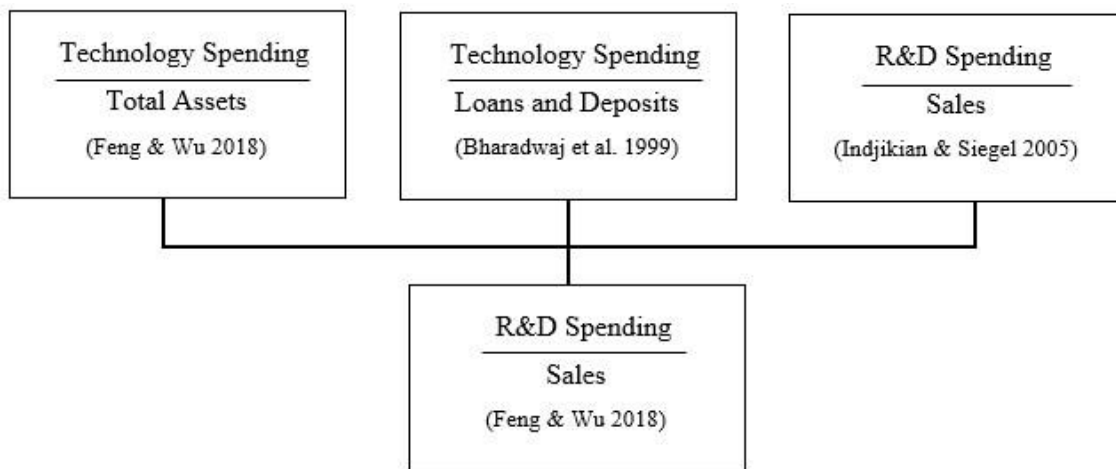 Technology Spending
Total Assets
(Feng & Wu 2018)
Technology Spending
Loans and Deposits
(Bharadwaj et al. 1999)
R&D Spending
Sales
(Indjikian & Siegel 2005)
R&D Spending
Sales
(Feng & Wu 2018)